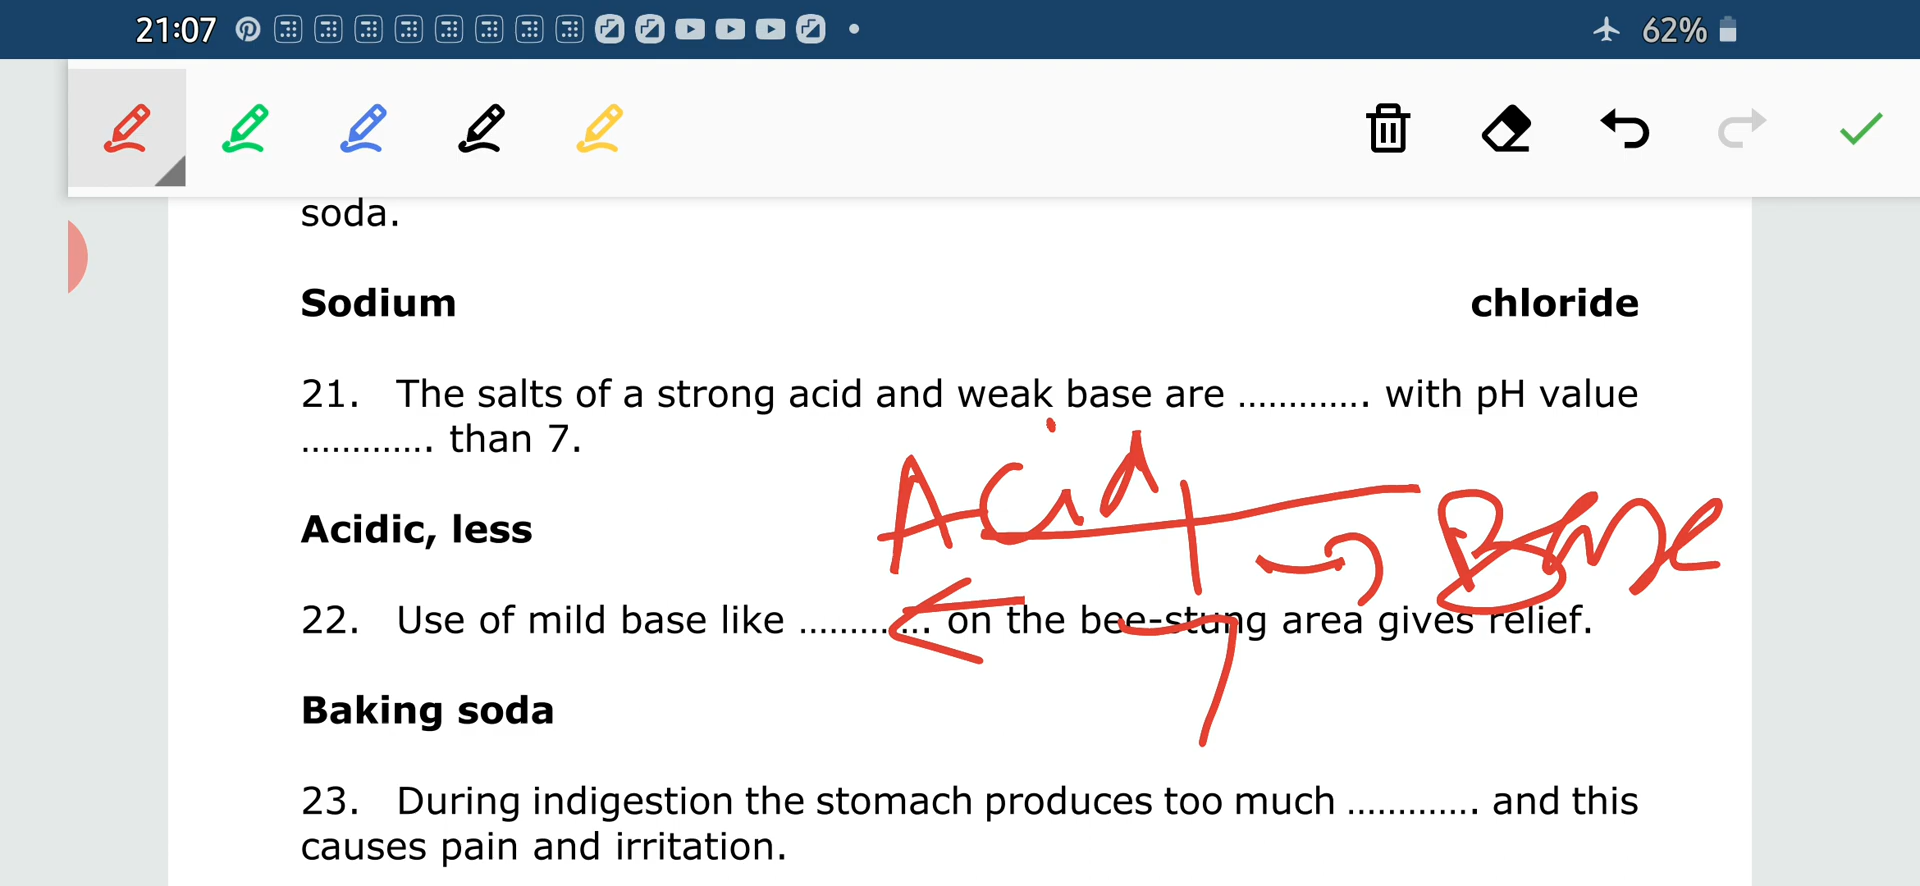 21:07 62%
soda.
Sodium chloride
21. The salts of a strong acid and weak base are ............. with pH value
............. than 7.
Acid Base
Acidic, less
7
22. Use of mild base like ............. on the bee-stung area gives relief.
Baking soda
23. During indigestion the stomach produces too much ............. and this
causes pain and irritation.